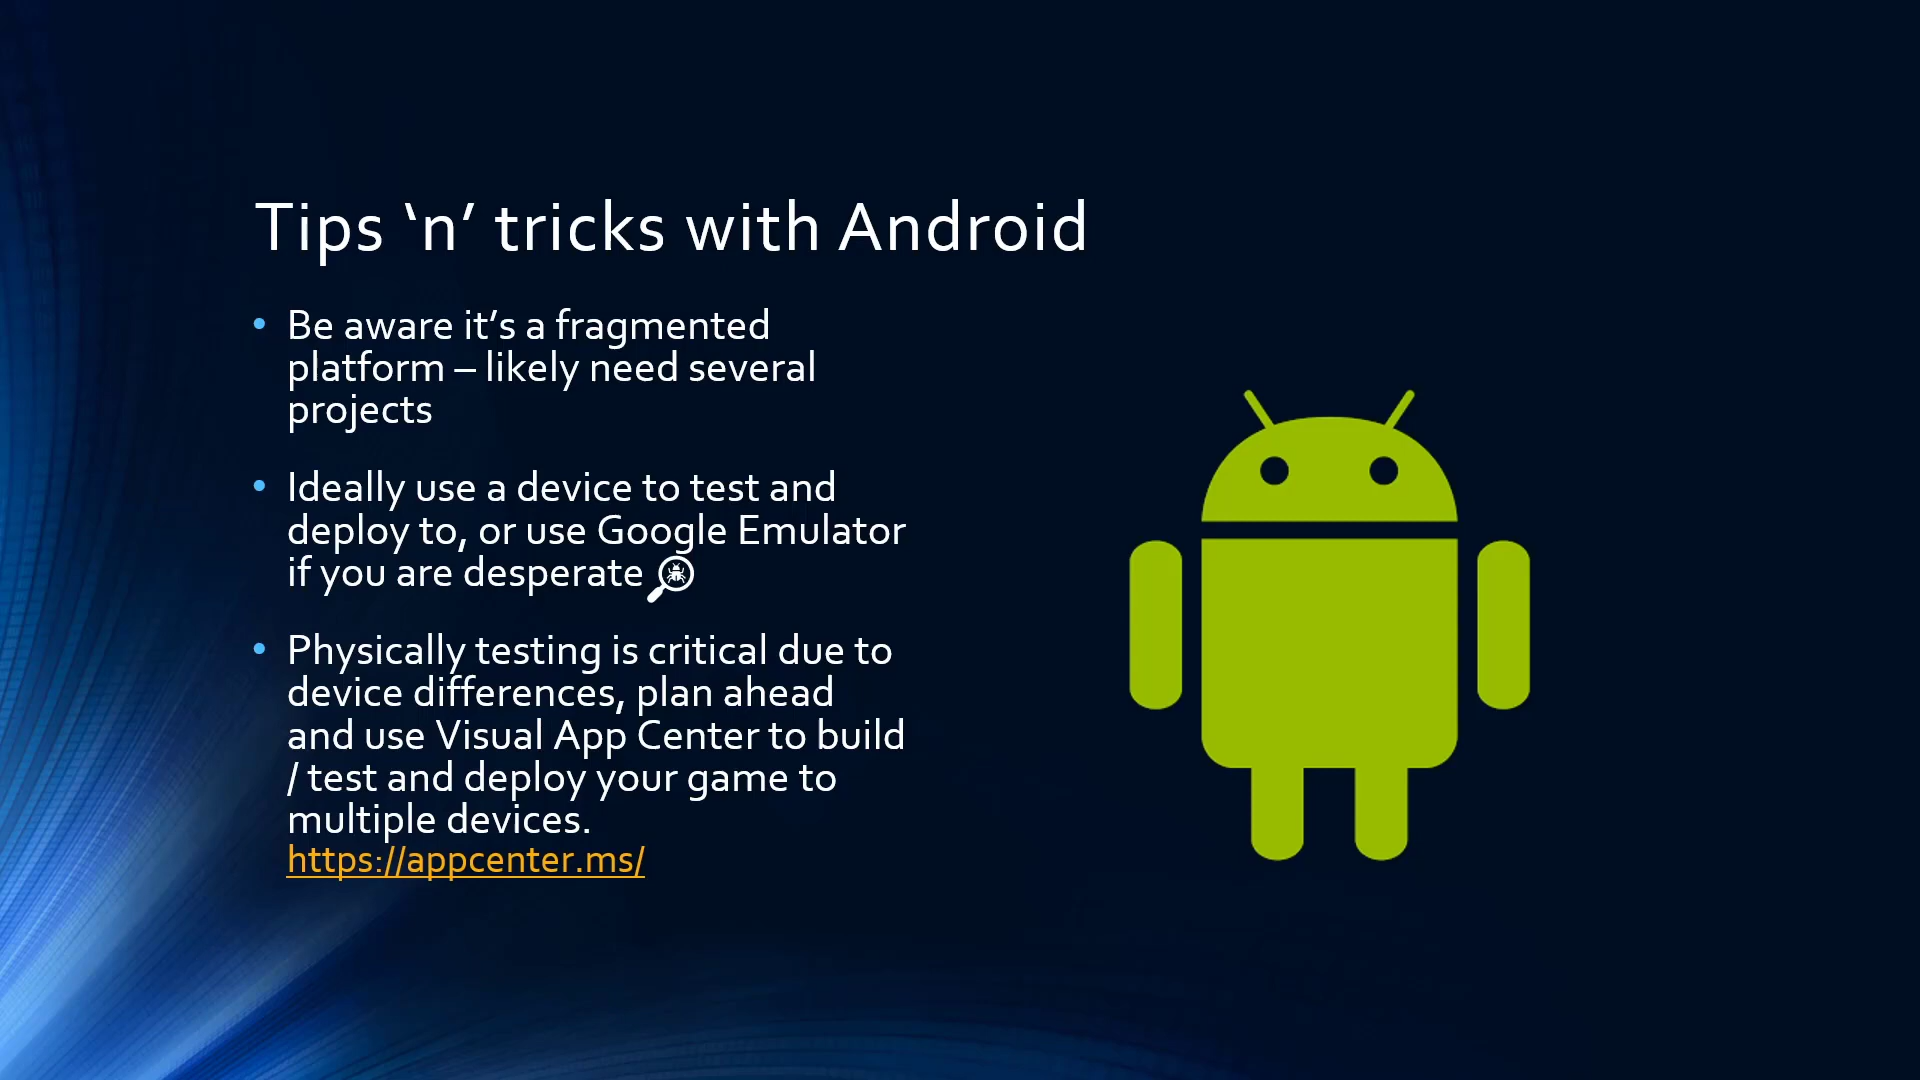 Tips ‘n’ tricks with Android
• Be aware it’s a fragmented
platform – likely need several
projects
• Ideally use a device to test and
deploy to, or use Google Emulator
if you are desperate
• Physically testing is critical due to
device differences, plan ahead
and use Visual App Center to build
/ test and deploy your game to
multiple devices.
https://appcenter.ms/